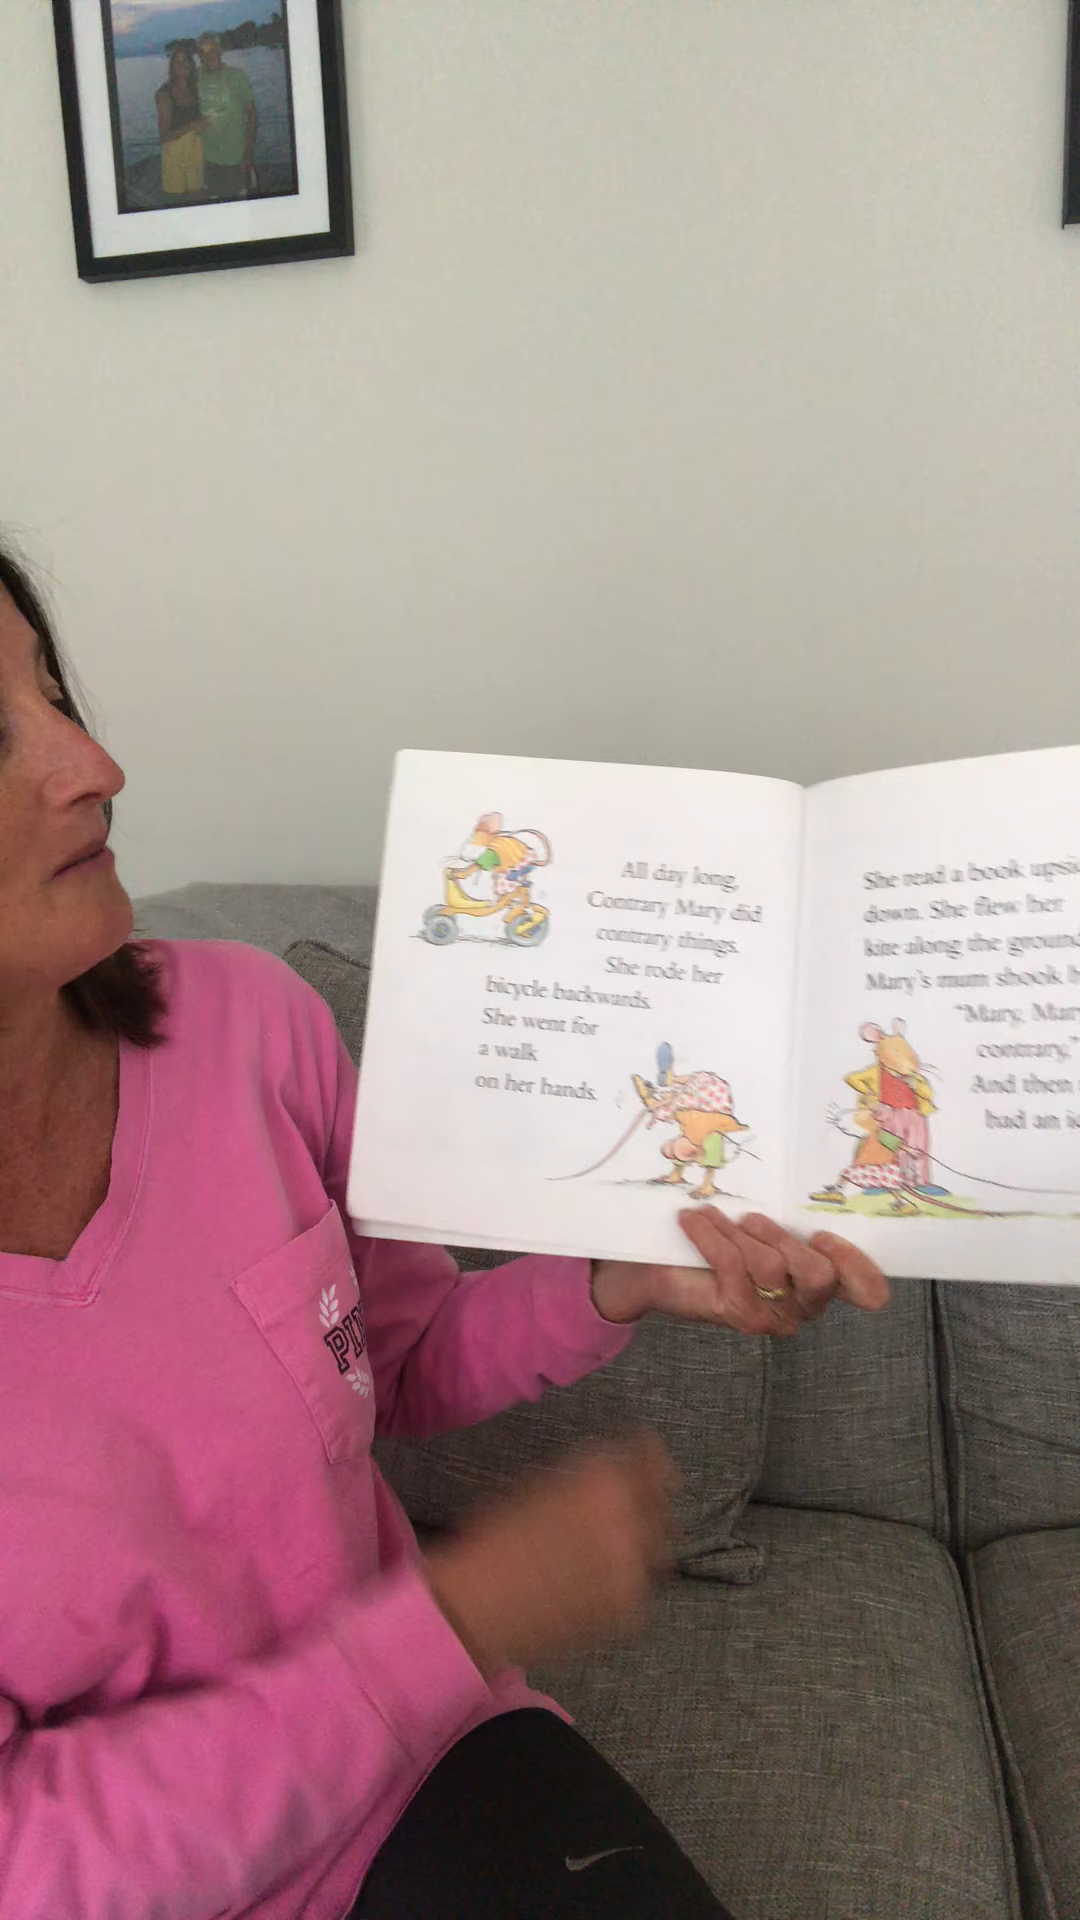 All day long,
Contrary Mary did
contrary things.
She rode her
bicycle backwards.
She went for
a walk
on her hands.
She read a book
down. She flew her
kite along the ground
Mary's mum shook
"Mary,
contrary,"
And then
had an